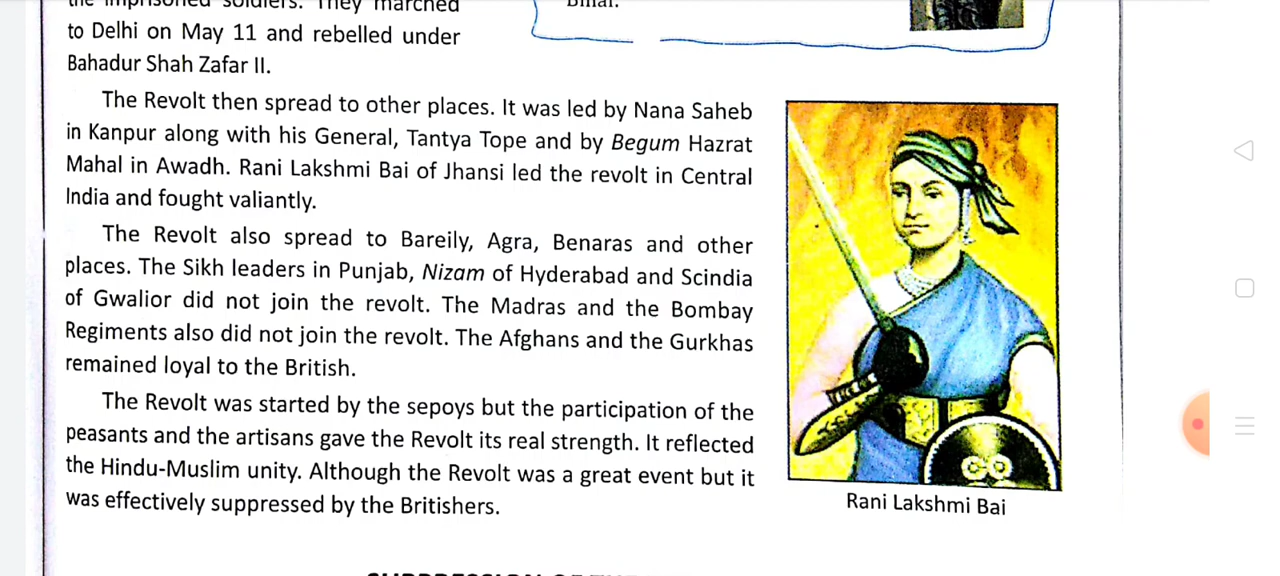 the imprisoned soldiers. They marched
to Delhi on May 11 and rebelled under
Bahadur Shah Zafar II.
Bihar.
The Revolt then spread to other places. It was led by Nana Saheb
in Kanpur along with his General, Tantya Tope and by Begum Hazrat
Mahal in Awadh. Rani Lakshmi Bai of Jhansi led the revolt in Central
India and fought valiantly.
The Revolt also spread to Bareily, Agra, Benaras and other
places. The Sikh leaders in Punjab, Nizam of Hyderabad and Scindia
of Gwalior did not join the revolt. The Madras and the Bombay
Regiments also did not join the revolt. The Afghans and the Gurkhas
remained loyal to the British.
The Revolt was started by the sepoys but the participation of the
peasants and the artisans gave the Revolt its real strength. It reflected
the Hindu-Muslim unity. Although the Revolt was a great event but it
was effectively suppressed by the Britishers.
Rani Lakshmi Bai